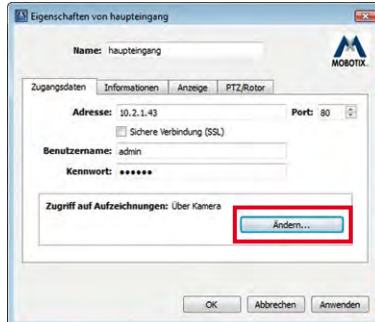 Eigenschaften von haupteingang
Name: haupteingang
MOBOTIX
Zugangsdaten Informationen Anzeige PTZ/Rotor
Adresse: 10.2.1.43 Port: 80
Sichere Verbindung (SSL)
Benutzername: admin
Kennwort: ●●●●●●
Zugriff auf Aufzeichnungen: Über Kamera
Ändern...
OK Abbrechen Anwenden